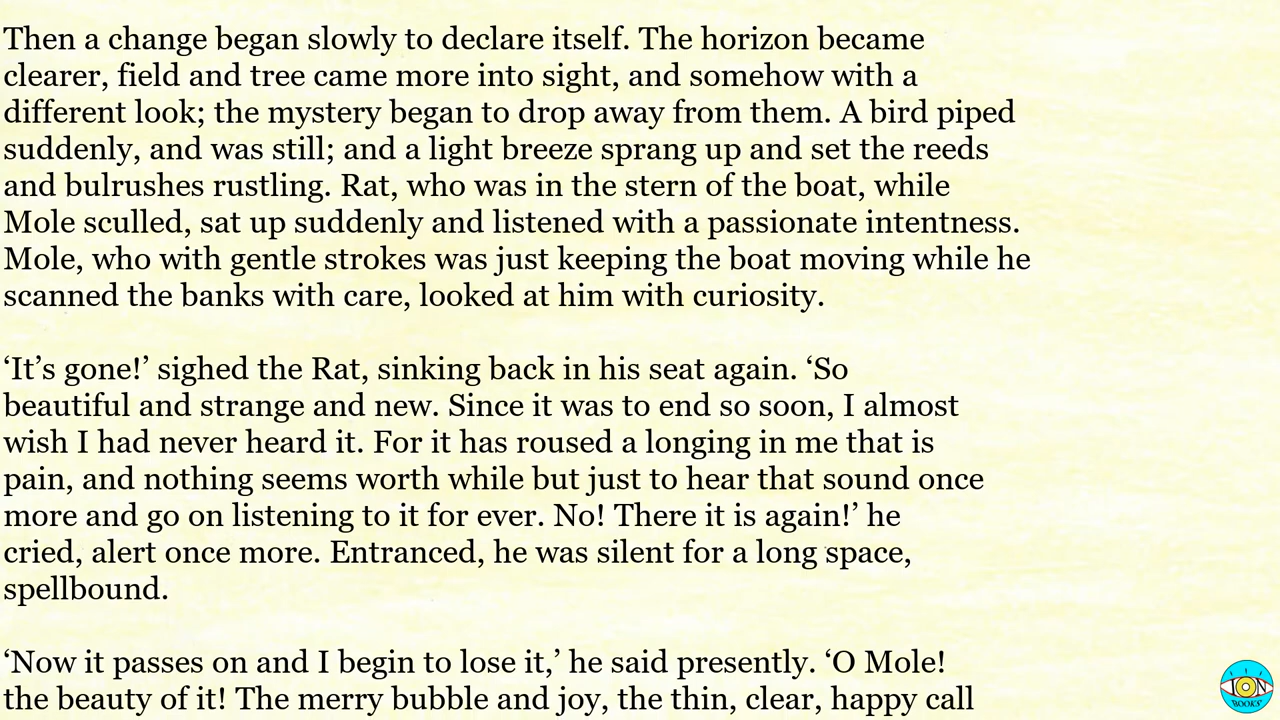 Then a change began slowly to declare itself. The horizon became
clearer, field and tree came more into sight, and somehow with a
different look; the mystery began to drop away from them. A bird piped
suddenly, and was still; and a light breeze sprang up and set the reeds
and bulrushes rustling. Rat, who was in the stern of the boat, while
Mole sculled, sat up suddenly and listened with a passionate intentness.
Mole, who with gentle strokes was just keeping the boat moving while he
scanned the banks with care, looked at him with curiosity.

‘It’s gone!’ sighed the Rat, sinking back in his seat again. ‘So
beautiful and strange and new. Since it was to end so soon, I almost
wish I had never heard it. For it has roused a longing in me that is
pain, and nothing seems worth while but just to hear that sound once
more and go on listening to it for ever. No! There it is again!’ he
cried, alert once more. Entranced, he was silent for a long space,
spellbound.

‘Now it passes on and I begin to lose it,’ he said presently. ‘O Mole!
the beauty of it! The merry bubble and joy, the thin, clear, happy call
ION
BOOKS